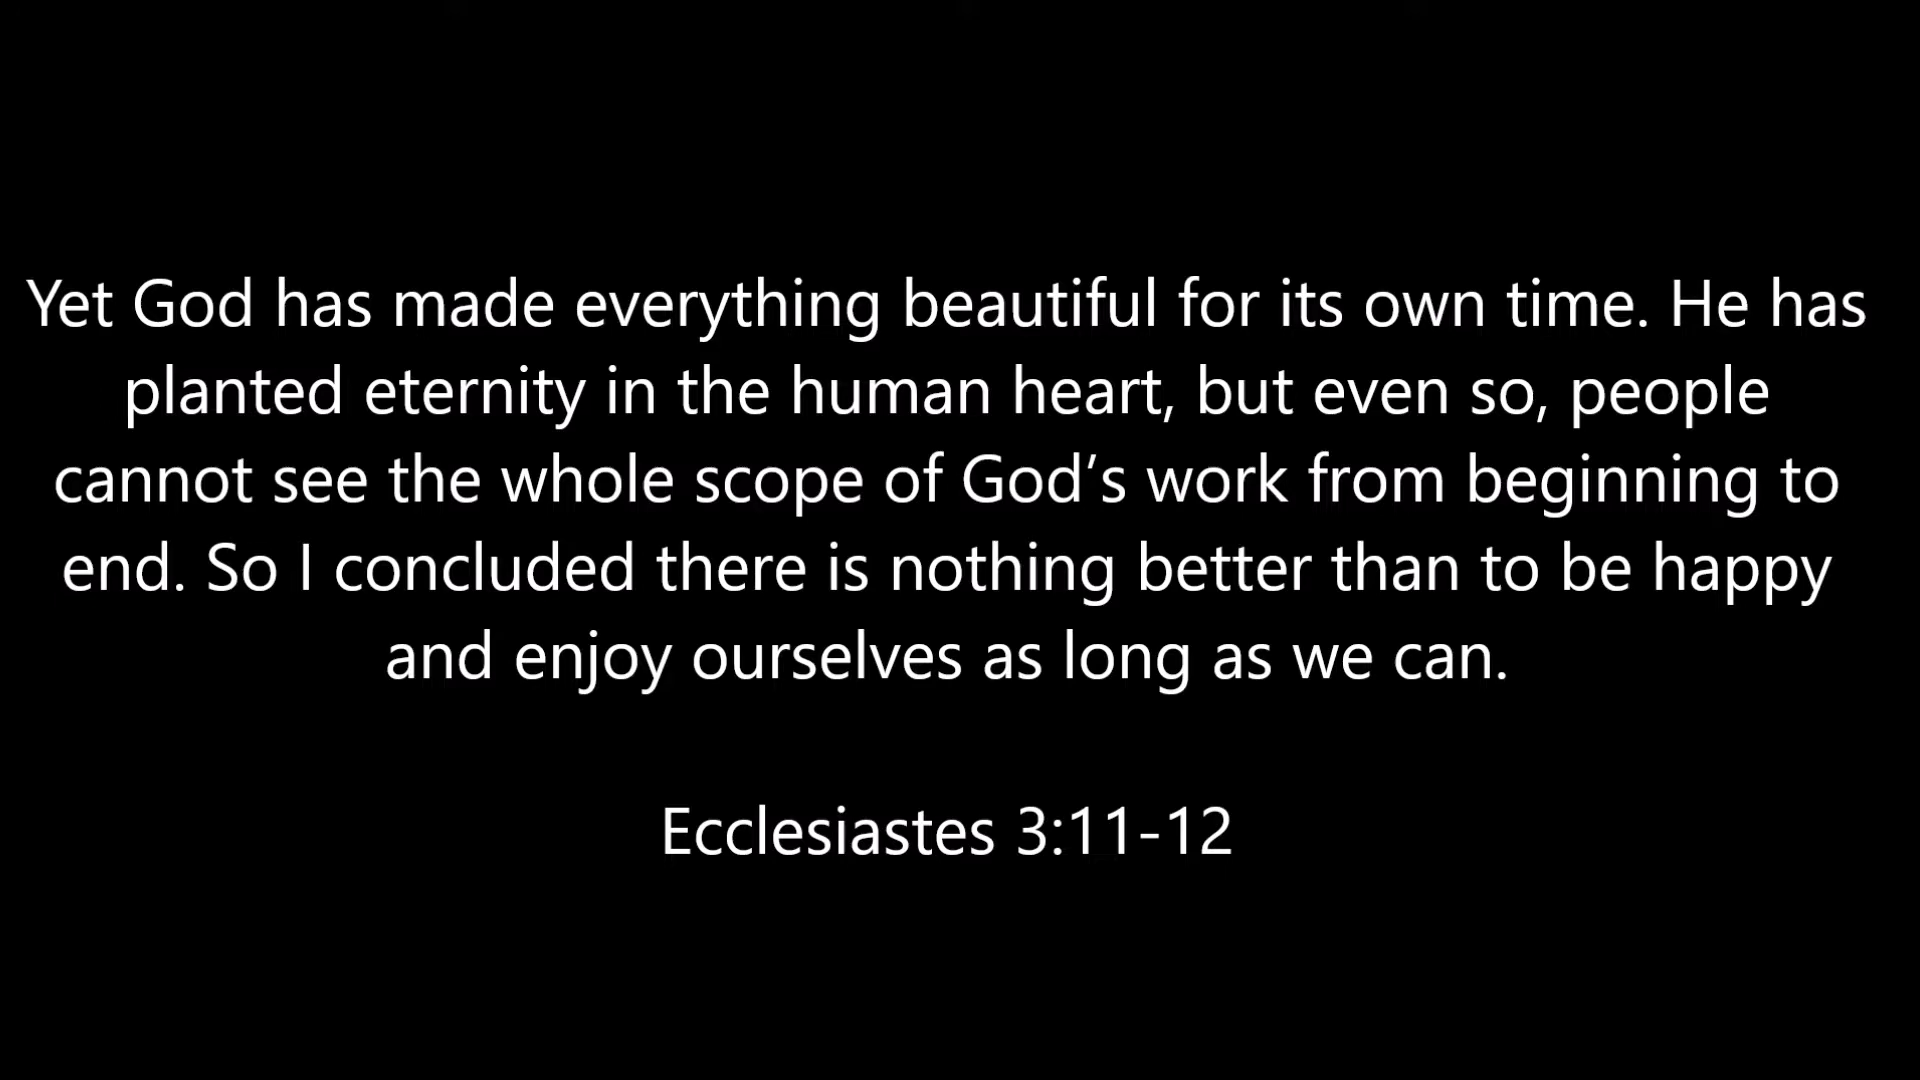 Yet God has made everything beautiful for its own time. He has
planted eternity in the human heart, but even so, people
cannot see the whole scope of God’s work from beginning to
end. So I concluded there is nothing better than to be happy
and enjoy ourselves as long as we can.
Ecclesiastes 3:11-12